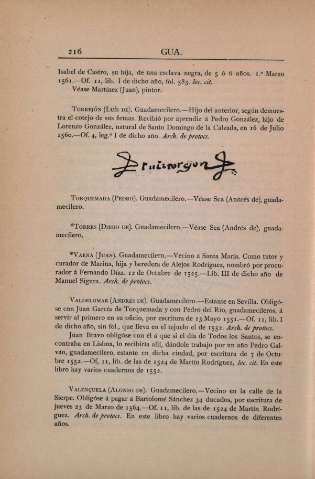 216 GUA.
Isabel de Castro, su hija, de una esclava negra, de 5 ó 6 años. 1.º Marzo
1561.—Of. 11, lib. I de dicho año, fol. 583, loc. cit.
Véase Martínez (Juan), pintor.
TORREJÓN (LUÍS DE). Guadamecilero.—Hijo del anterior, según demues-
tra el cotejo de sus firmas. Recibió por aprendiz á Pedro González, hijo de
Lorenzo González, natural de Santo Domingo de la Calzada, en 16 de Julio
1560.—Of. 4, leg.º I de dicho año. Arch. de protocs.
TORQUEMADA (PEDRO). Guadamecilero.—Véase Sea (Andrés de), guada-
mecilero.
*TORRES (DIEGO DE). Guadamecilero.—Véase Sea (Andrés de), guada-
mecilero.
*VAENA (JUAN). Guadamecilero.—Vecino á Santa María. Como tutor y
curador de Marina, hija y heredera de Alejos Rodríguez, nombró por procu-
rador á Fernando Díaz. 12 de Octubre de 1525.—Lib. III de dicho año de
Manuel Sigura. Arch. de protocs.
VALDELOMAR (ANDRÉS DE). Guadamecilero.—Estante en Sevilla. Obligó-
se con Juan García de Torquemada y con Pedro del Río, guadamecileros, á
servir al primero en su oficio, por escritura de 13 Mayo 1551.—Of. 11, lib. I
de dicho año, sin fol., que lleva en el tejuelo el de 1552. Arch. de protocs.
Juan Bravo obligóse con él á que si el día de Todos los Santos, se en-
contraba en Lisboa, lo recibiría allí, dándole trabajo por un año Pedro Gal-
ván, guadamecilero, estante en dicha ciudad, por escritura de 7 de Octu-
bre 1552.—Of. 11, lib. de las de 1524 de Martín Rodríguez, loc. cit. En este
libro hay varios cuadernos de 1552.
VALENÇUELA (ALONSO DE). Guadamecilero.—Vecino en la calle de la
Sierpe. Obligóse á pagar á Bartolomé Sánchez 34 ducados, por escritura de
jueves 23 de Marzo de 1564.—Of. 11, lib. de las de 1524 de Martín Rodrí-
guez. Arch. de protocs. En este libro hay varios cuadernos de diferentes
años.